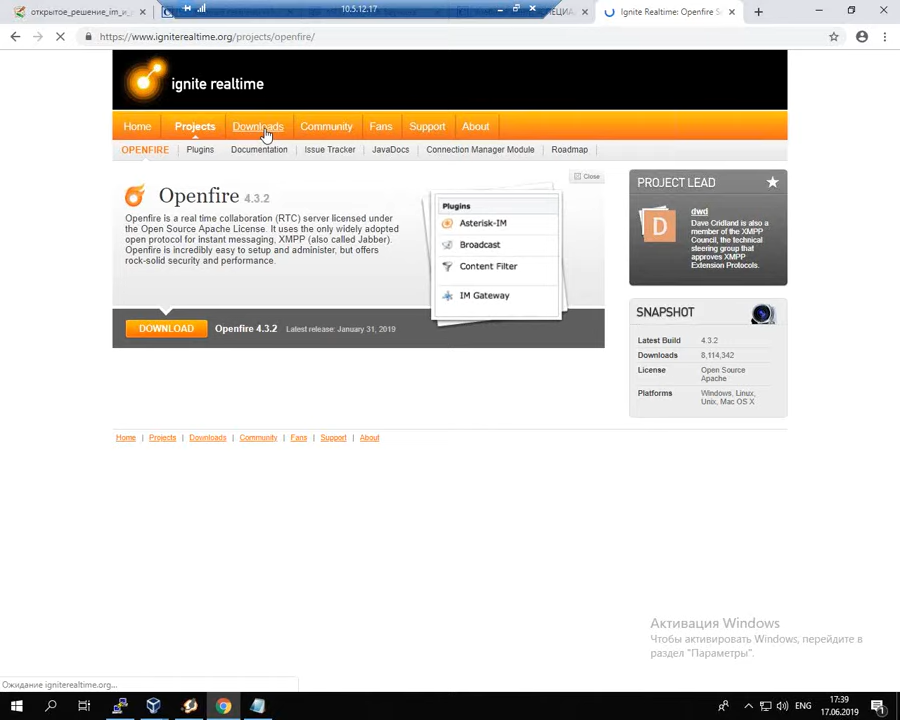 открытое_решение_im_и_
10.5.12.17
ЦИА
Ignite Realtime: Openfire S
https://www.igniterealtime.org/projects/openfire/
ignite realtime
Home Projects Downloads Community Fans Support About
OPENFIRE Plugins Documentation Issue Tracker JavaDocs Connection Manager Module Roadmap
Close
Openfire 4.3.2
Openfire is a real time collaboration (RTC) server licensed under
the Open Source Apache License. It uses the only widely adopted
open protocol for instant messaging, XMPP (also called Jabber).
Openfire is incredibly easy to setup and administer, but offers
rock-solid security and performance.
Plugins
Asterisk-IM
Broadcast
Content Filter
IM Gateway
DOWNLOAD Openfire 4.3.2 Latest release: January 31, 2019
PROJECT LEAD
D
dwd
Dave Cridland is also a
member of the XMPP
Council, the technical
steering group that
approves XMPP
Extension Protocols.
SNAPSHOT
Latest Build 4.3.2
Downloads 8,114,342
License Open Source
Apache
Platforms Windows, Linux,
Unix, Mac OS X
Home | Projects | Downloads | Community | Fans | Support | About
Активация Windows
Чтобы активировать Windows, перейдите в
раздел "Параметры".
Ожидание igniterealtime.org...
ENG
17:39
17.06.2019
1